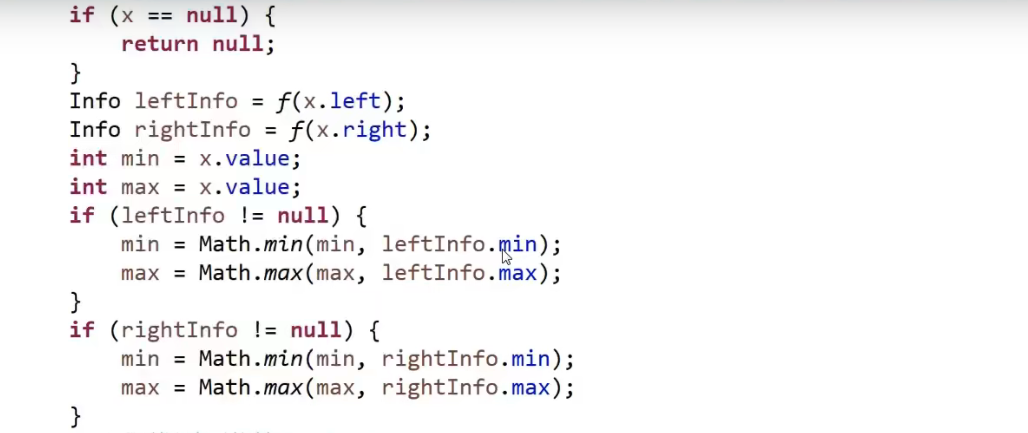 if (x == null) {
return null;
}
Info leftInfo = f(x.left);
Info rightInfo = f(x.right);
int min = x.value;
int max = x.value;
if (leftInfo != null) {
min = Math.min(min, leftInfo.min);
max = Math.max(max, leftInfo.max);
}
if (rightInfo != null) {
min = Math.min(min, rightInfo.min);
max = Math.max(max, rightInfo.max);
}